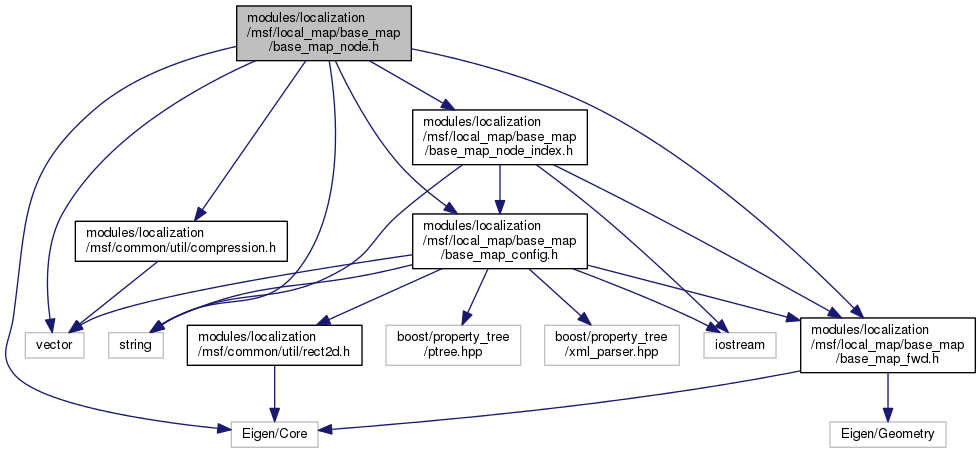 modules/localization
/msf/local_map/base_map
/base_map_node.h
modules/localization
/msf/local_map/base_map
/base_map_node_index.h
modules/localization
/msf/common/util/compression.h
modules/localization
/msf/local_map/base_map
/base_map_config.h
vector
string
modules/localization
/msf/common/util/rect2d.h
boost/property_tree
/ptree.hpp
boost/property_tree
/xml_parser.hpp
iostream
modules/localization
/msf/local_map/base_map
/base_map_fwd.h
Eigen/Core
Eigen/Geometry